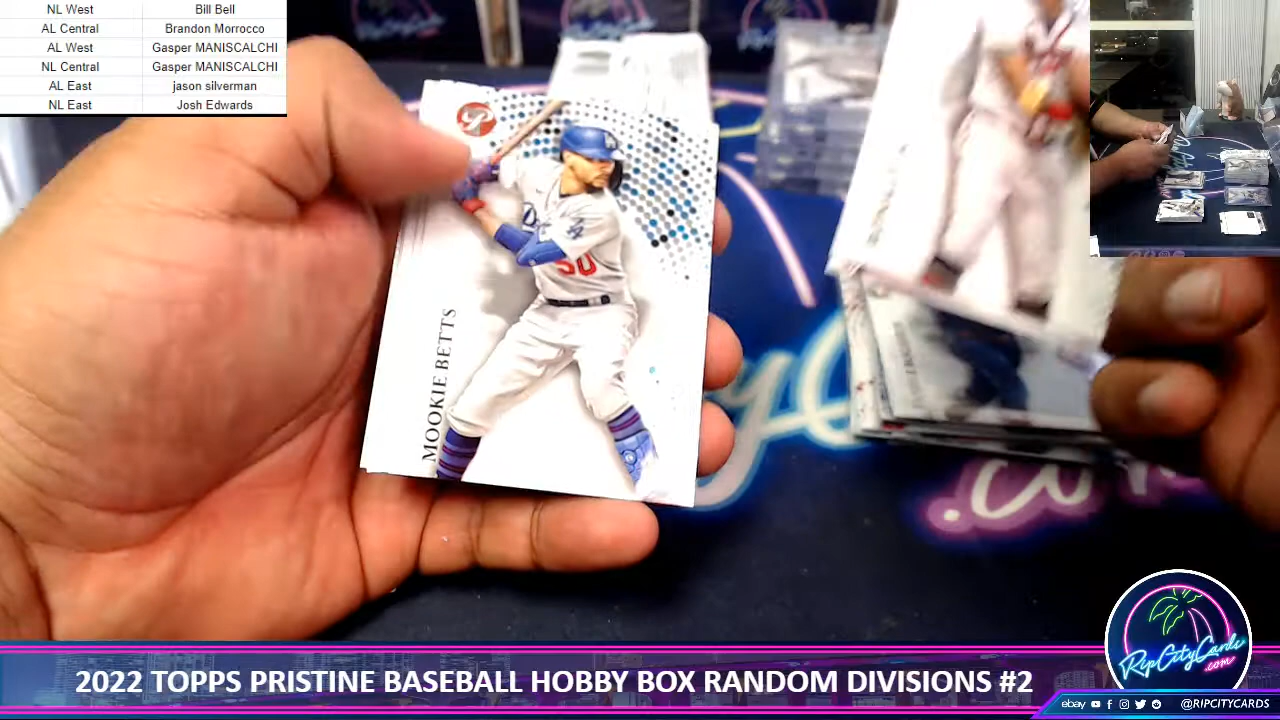 NL West Bill Bell
AL Central Brandon Morrocco
AL West Gasper MANISCALCHI
NL Central Gasper MANISCALCHI
AL East jason silverman
NL East Josh Edwards
MOOKIE BETTS
50
.com
RipCityCards
.com
2022 TOPPS PRISTINE BASEBALL HOBBY BOX RANDOM DIVISIONS #2
ebay @RIPCITYCARDS